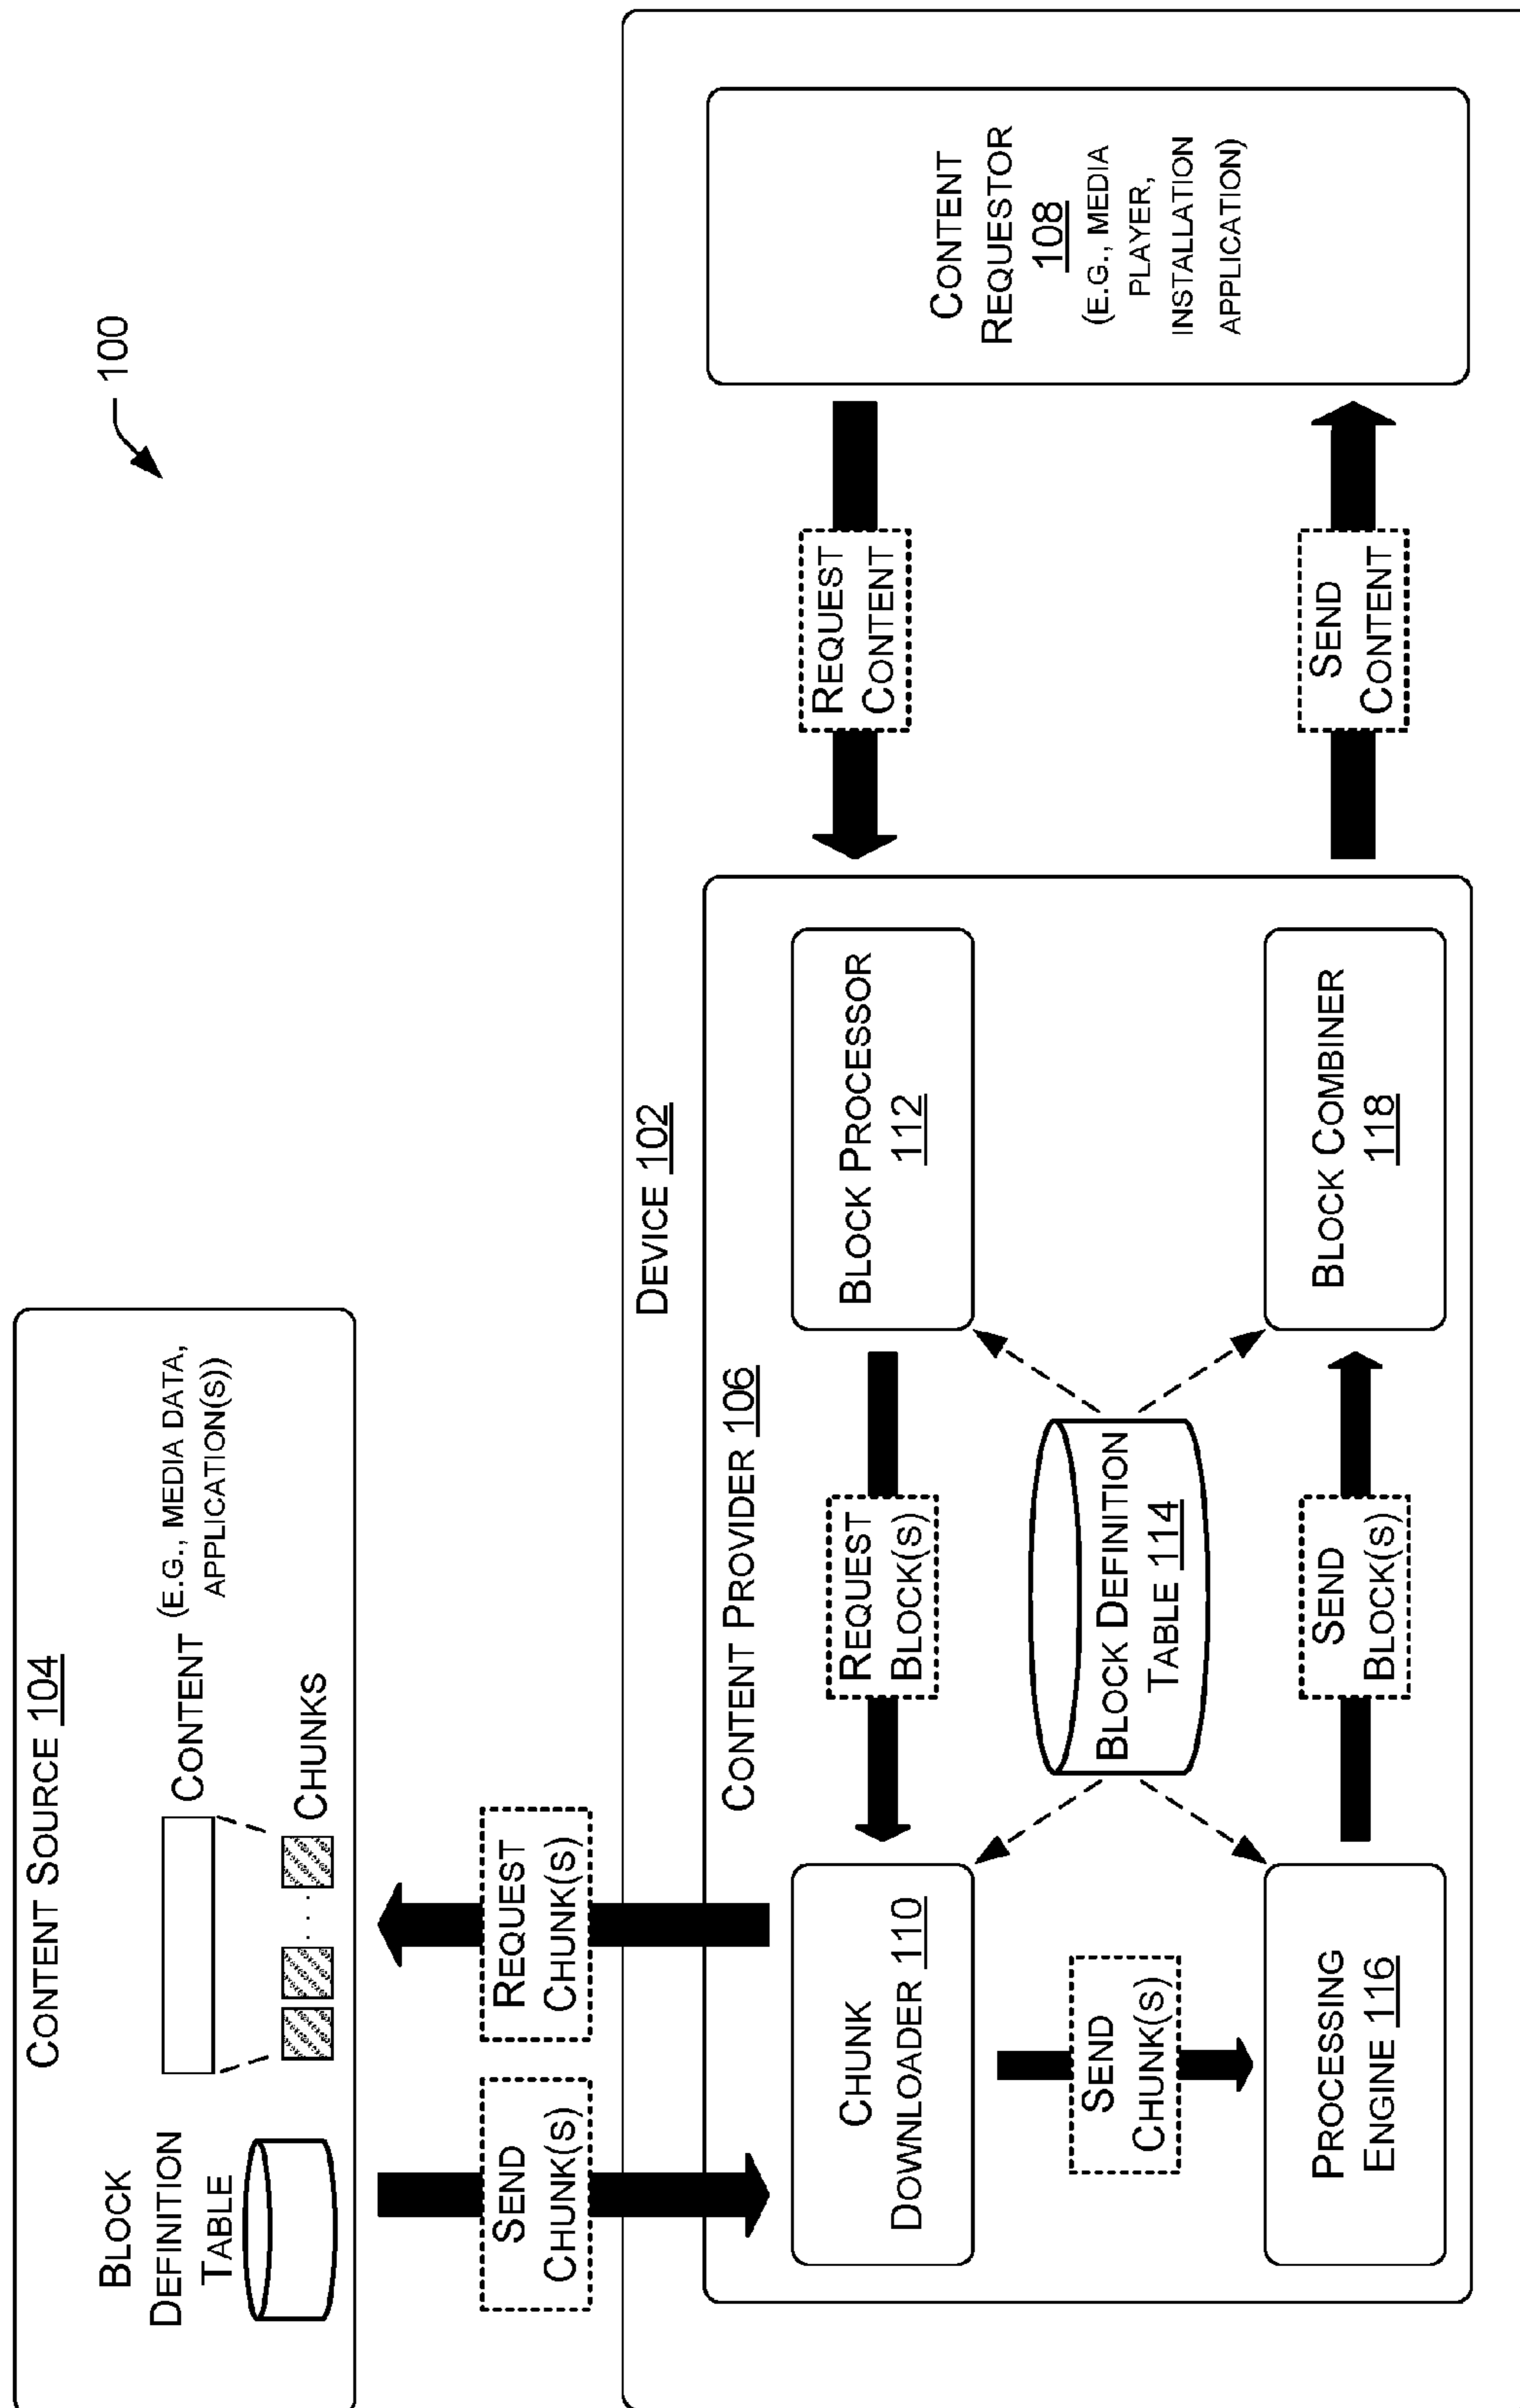 100
CONTENT SOURCE 104
BLOCK
DEFINITION
TABLE
CONTENT (E.G., MEDIA DATA,
APPLICATION(S))
CHUNKS
. . .
SEND
CHUNK(S)
REQUEST
CHUNK(S)
DEVICE 102
CONTENT PROVIDER 106
CHUNK
DOWNLOADER 110
REQUEST
BLOCK(S)
BLOCK PROCESSOR
112
REQUEST
CONTENT
CONTENT
REQUESTOR
108
(E.G., MEDIA
PLAYER,
INSTALLATION
APPLICATION)
BLOCK DEFINITION
TABLE 114
SEND
CHUNK(S)
PROCESSING
ENGINE 116
SEND
BLOCK(S)
BLOCK COMBINER
118
SEND
CONTENT